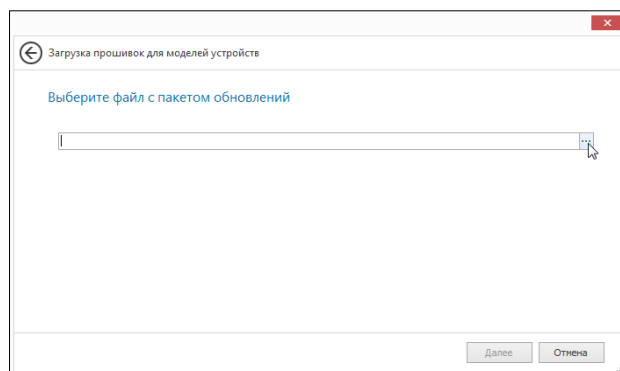 Загрузка прошивок для моделей устройств
Выберите файл с пакетом обновлений
...
Далее
Отмена